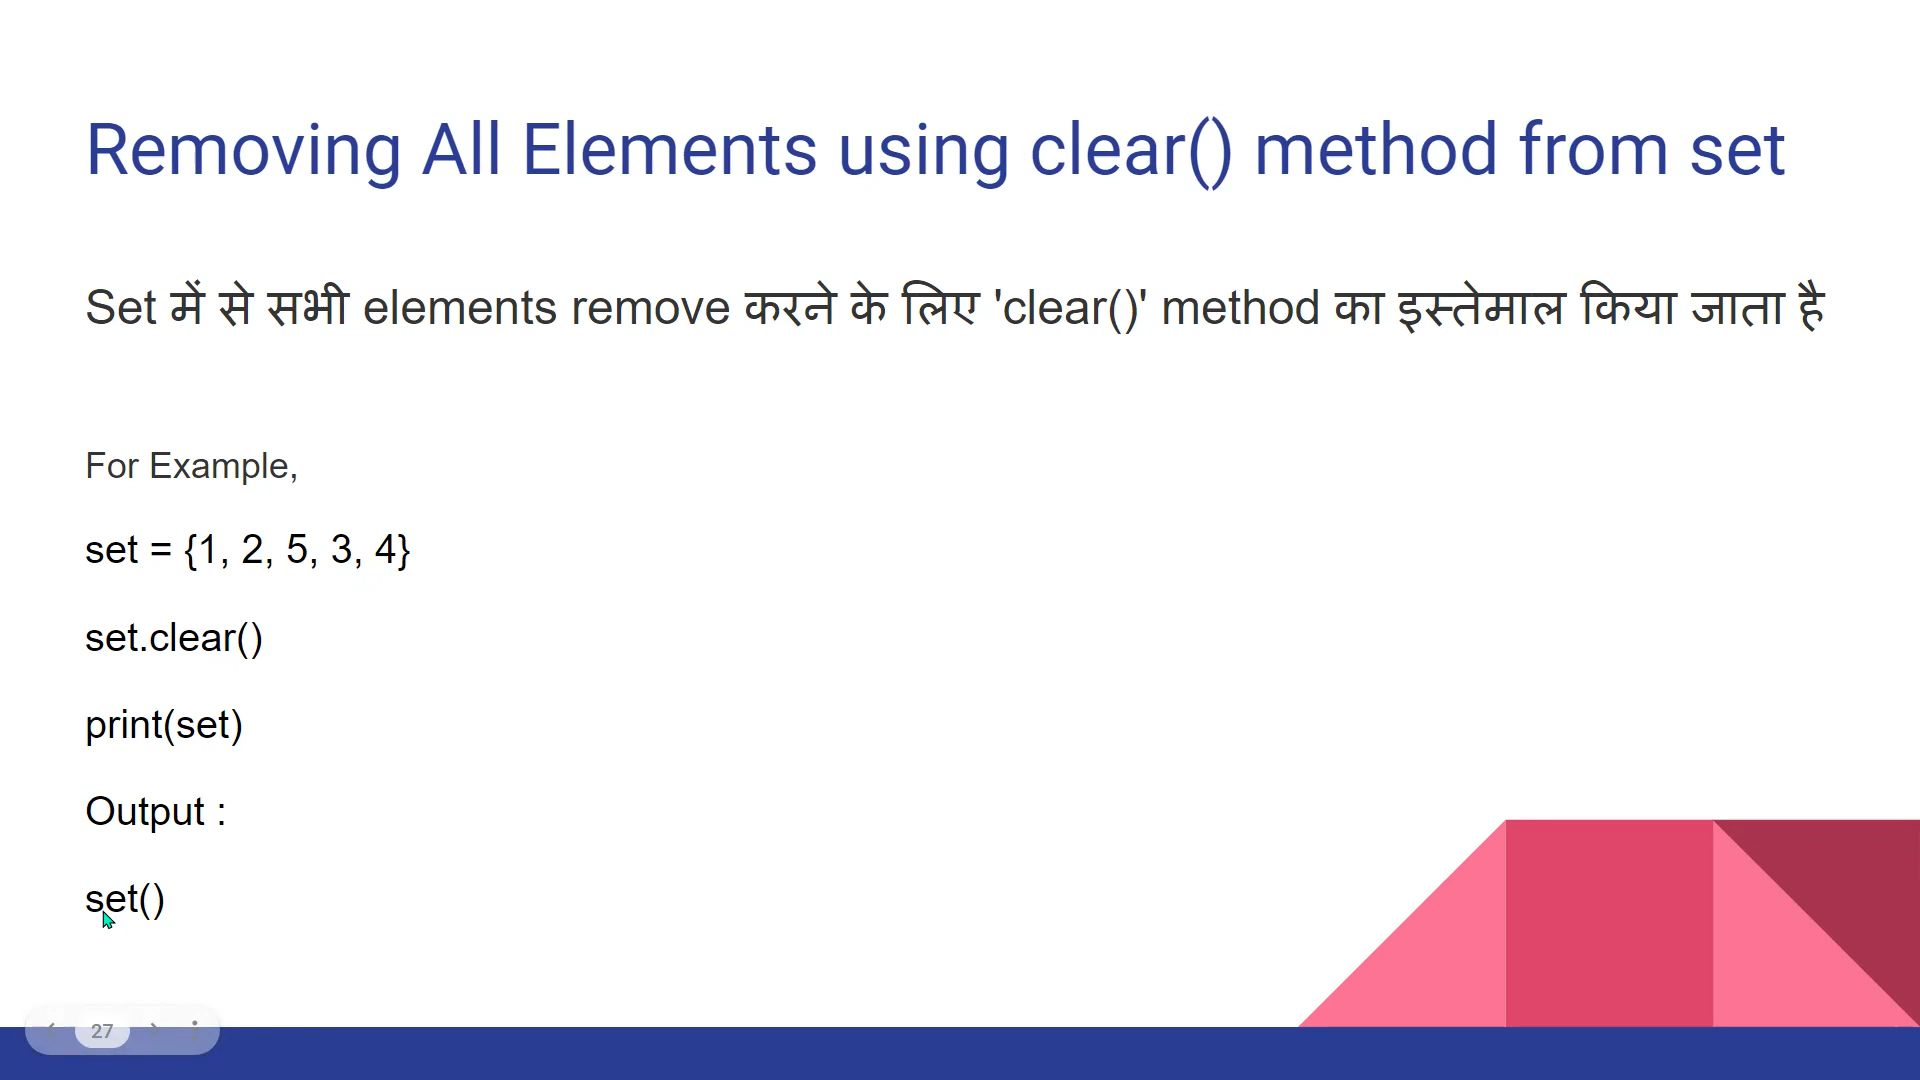 Removing All Elements using clear() method from set
Set में से सभी elements remove करने के लिए 'clear()' method का इस्तेमाल किया जाता है
For Example,
set = {1, 2, 5, 3, 4}
set.clear()
print(set)
Output :
set()
27